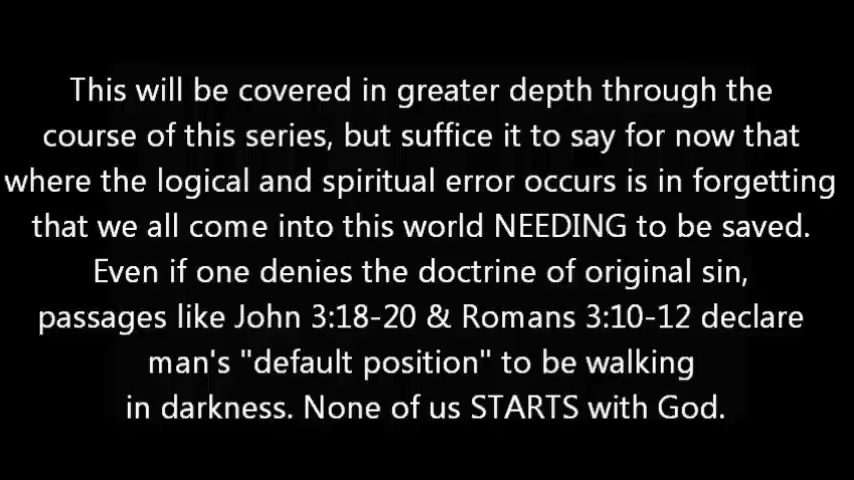 This will be covered in greater depth through the
course of this series, but suffice it to say for now that
where the logical and spiritual error occurs is in forgetting
that we all come into this world NEEDING to be saved.
Even if one denies the doctrine of original sin,
passages like John 3:18-20 & Romans 3:10-12 declare
man's "default position" to be walking
in darkness. None of us STARTS with God.